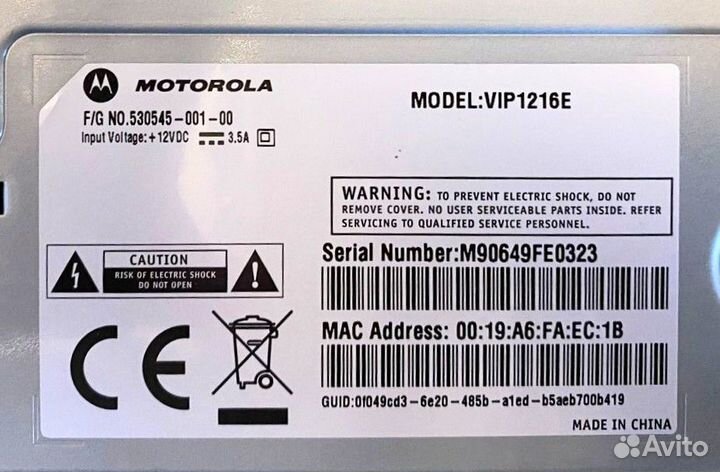 MOTOROLA
F/G NO.530545-001-00
Input Voltage:+12VDC 3.5A
MODEL:VIP1216E
WARNING: TO PREVENT ELECTRIC SHOCK, DO NOT
REMOVE COVER. NO USER SERVICEABLE PARTS INSIDE. REFER
SERVICING TO QUALIFIED SERVICE PERSONNEL.
CAUTION
RISK OF ELECTRIC SHOCK
DO NOT OPEN
Serial Number:M90649FE0323
MAC Address: 00:19:A6:FA:EC:1B
GUID:0f049cd3-6e20-485b-a1ed-b5aeb700b419
CE
MADE IN CHINA
Avito